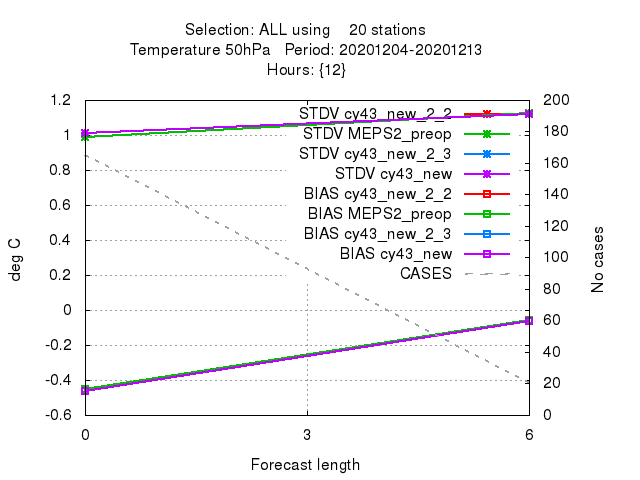 Selection: ALL using 20 stations
Temperature 50hPa Period: 20201204-20201213
Hours: {12}
1.2
1
0.8
0.6
0.4
0.2
0
-0.2
-0.4
-0.6
deg C
200
180
160
140
120
100
80
60
40
20
0
No cases
STDV cy43_new_2_2
STDV MEPS2_preop
STDV cy43_new_2_3
STDV cy43_new
BIAS cy43_new_2_2
BIAS MEPS2_preop
BIAS cy43_new_2_3
BIAS cy43_new
CASES
0 3 6
Forecast length